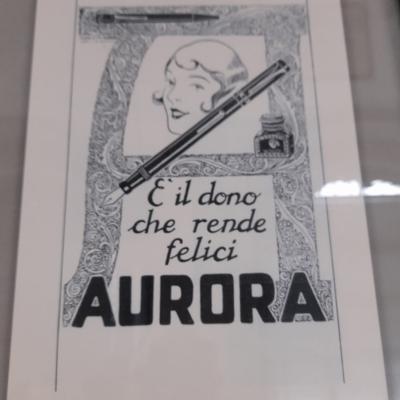 E' il dono
che rende
felici
AURORA